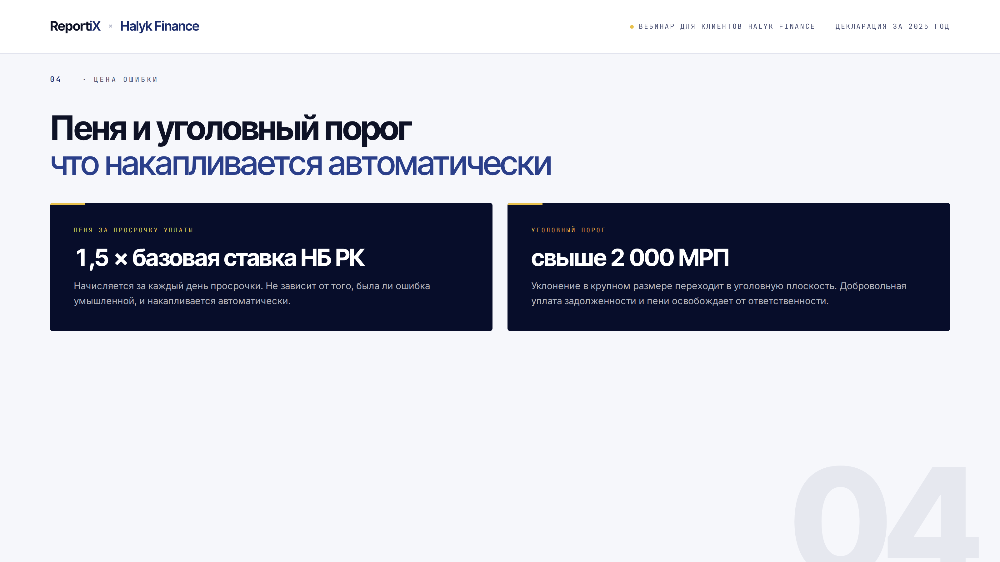 ReportiX × Halyk Finance
ВЕБИНАР ДЛЯ КЛИЕНТОВ HALYK FINANCE ДЕКЛАРАЦИЯ ЗА 2025 ГОД
04 · ЦЕНА ОШИБКИ
Пеня и уголовный порог
что накапливается автоматически
ПЕНЯ ЗА ПРОСРОЧКУ УПЛАТЫ
1,5 × базовая ставка НБ РК
Начисляется за каждый день просрочки. Не зависит от того, была ли ошибка
умышленной, и накапливается автоматически.
УГОЛОВНЫЙ ПОРОГ
свыше 2 000 МРП
Уклонение в крупном размере переходит в уголовную плоскость. Добровольная
уплата задолженности и пени освобождает от ответственности.
04